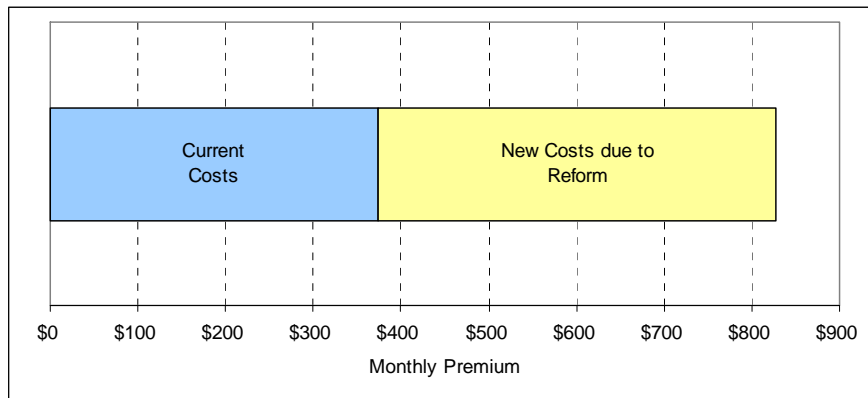 Current
Costs
New Costs due to
Reform
$0 $100 $200 $300 $400 $500 $600 $700 $800 $900
Monthly Premium